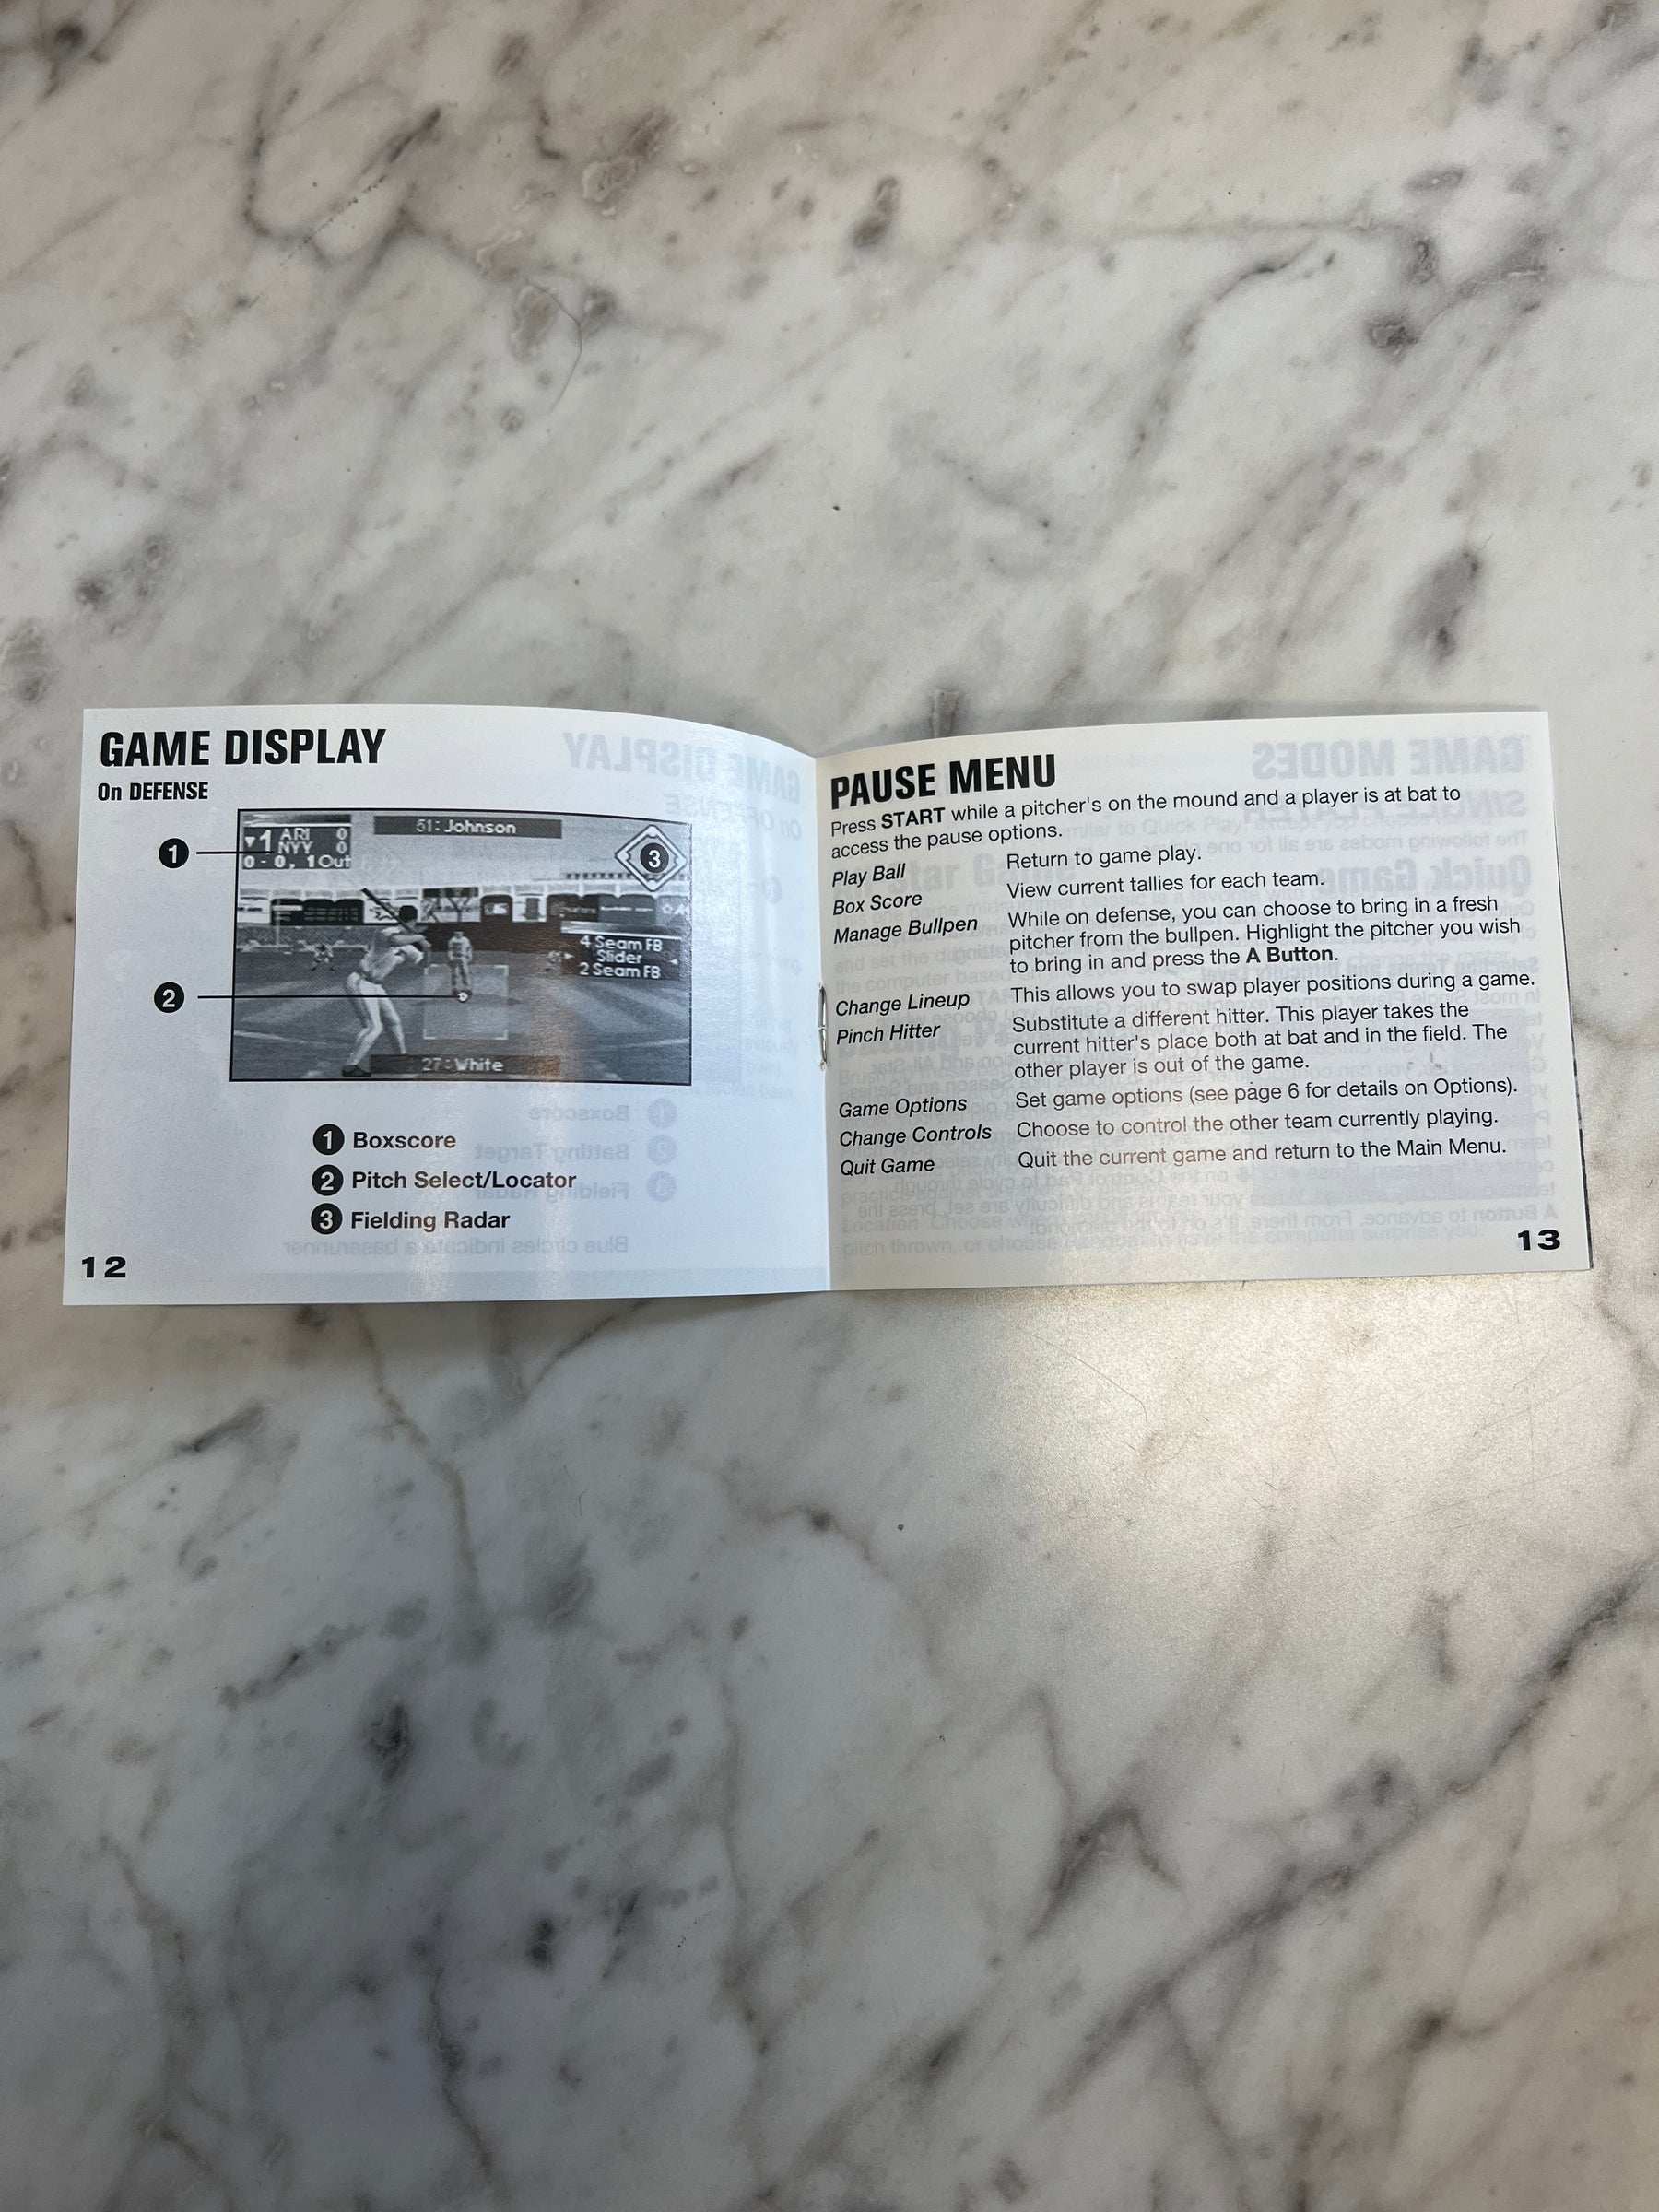 GAME DISPLAY
On DEFENSE
1
2
3
51: Johnson
▼1 ARI 0
NYY 0
0 - 0, 1 Out
4 Seam FB
Slider
2 Seam FB
27: White
1 Boxscore
2 Pitch Select/Locator
3 Fielding Radar
12
PAUSE MENU
Press START while a pitcher's on the mound and a player is at bat to
access the pause options.
Play Ball Return to game play.
Box Score View current tallies for each team.
Manage Bullpen While on defense, you can choose to bring in a fresh
pitcher from the bullpen. Highlight the pitcher you wish
to bring in and press the A Button.
Change Lineup This allows you to swap player positions during a game.
Pinch Hitter Substitute a different hitter. This player takes the
current hitter's place both at bat and in the field. The
other player is out of the game.
Game Options Set game options (see page 6 for details on Options).
Change Controls Choose to control the other team currently playing.
Quit Game Quit the current game and return to the Main Menu.
13